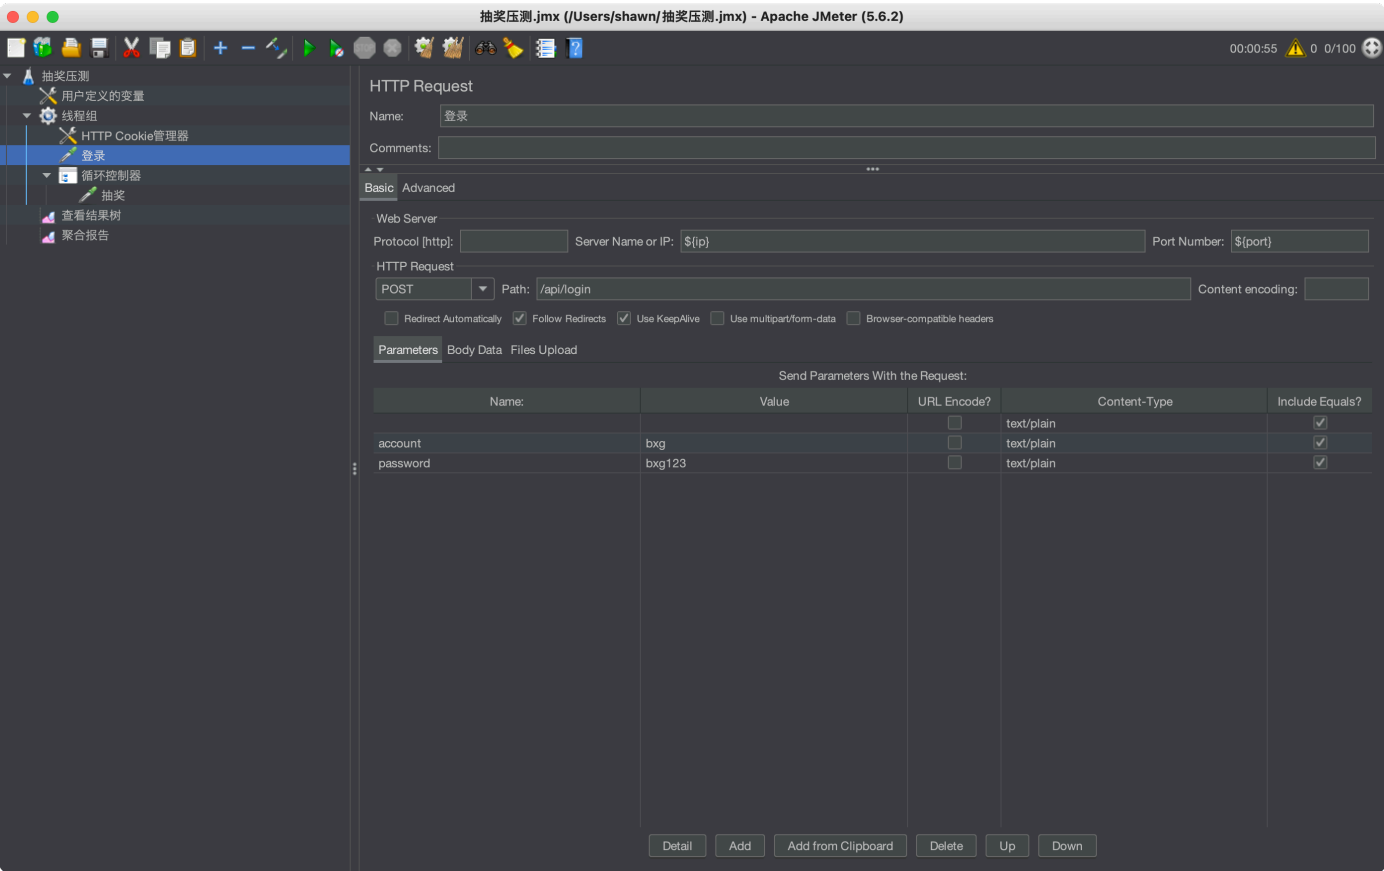 抽奖压测.jmx (/Users/shawn/抽奖压测.jmx) - Apache JMeter (5.6.2)
00:00:55 0 0/100
抽奖压测
用户定义的变量
线程组
HTTP Cookie管理器
登录
循环控制器
抽奖
查看结果树
聚合报告
HTTP Request
Name: 登录
Comments:
Basic Advanced
Web Server
Protocol [http]: Server Name or IP: ${ip} Port Number: ${port}
HTTP Request
POST Path: /api/login Content encoding:
Redirect Automatically Follow Redirects Use KeepAlive Use multipart/form-data Browser-compatible headers
Parameters Body Data Files Upload
Send Parameters With the Request:
Name: Value URL Encode? Content-Type Include Equals?
text/plain
account bxg text/plain
password bxg123 text/plain
Detail Add Add from Clipboard Delete Up Down